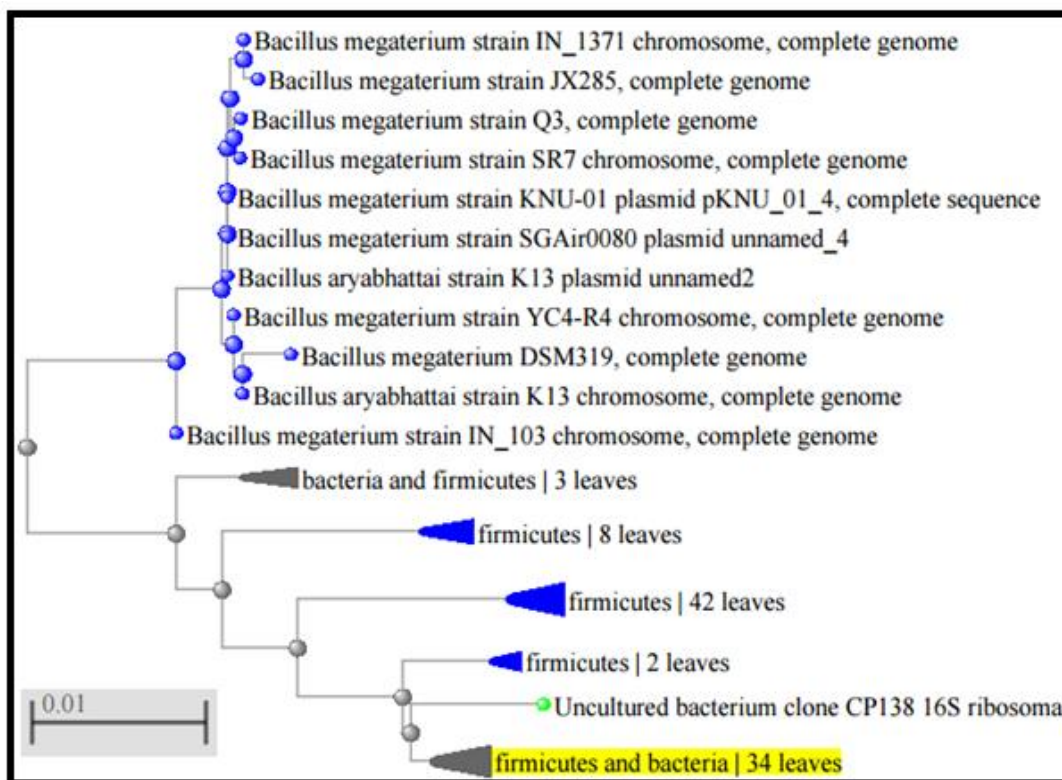 Bacillus megaterium strain IN_1371 chromosome, complete genome
Bacillus megaterium strain JX285, complete genome
Bacillus megaterium strain Q3, complete genome
Bacillus megaterium strain SR7 chromosome, complete genome
Bacillus megaterium strain KNU-01 plasmid pKNU_01_4, complete sequence
Bacillus megaterium strain SGAir0080 plasmid unnamed_4
Bacillus aryabhattai strain K13 plasmid unnamed2
Bacillus megaterium strain YC4-R4 chromosome, complete genome
Bacillus megaterium DSM319, complete genome
Bacillus aryabhattai strain K13 chromosome, complete genome
Bacillus megaterium strain IN_103 chromosome, complete genome
bacteria and firmicutes | 3 leaves
firmicutes | 8 leaves
firmicutes | 42 leaves
firmicutes | 2 leaves
Uncultured bacterium clone CP138 16S ribosoma
firmicutes and bacteria | 34 leaves
0.01